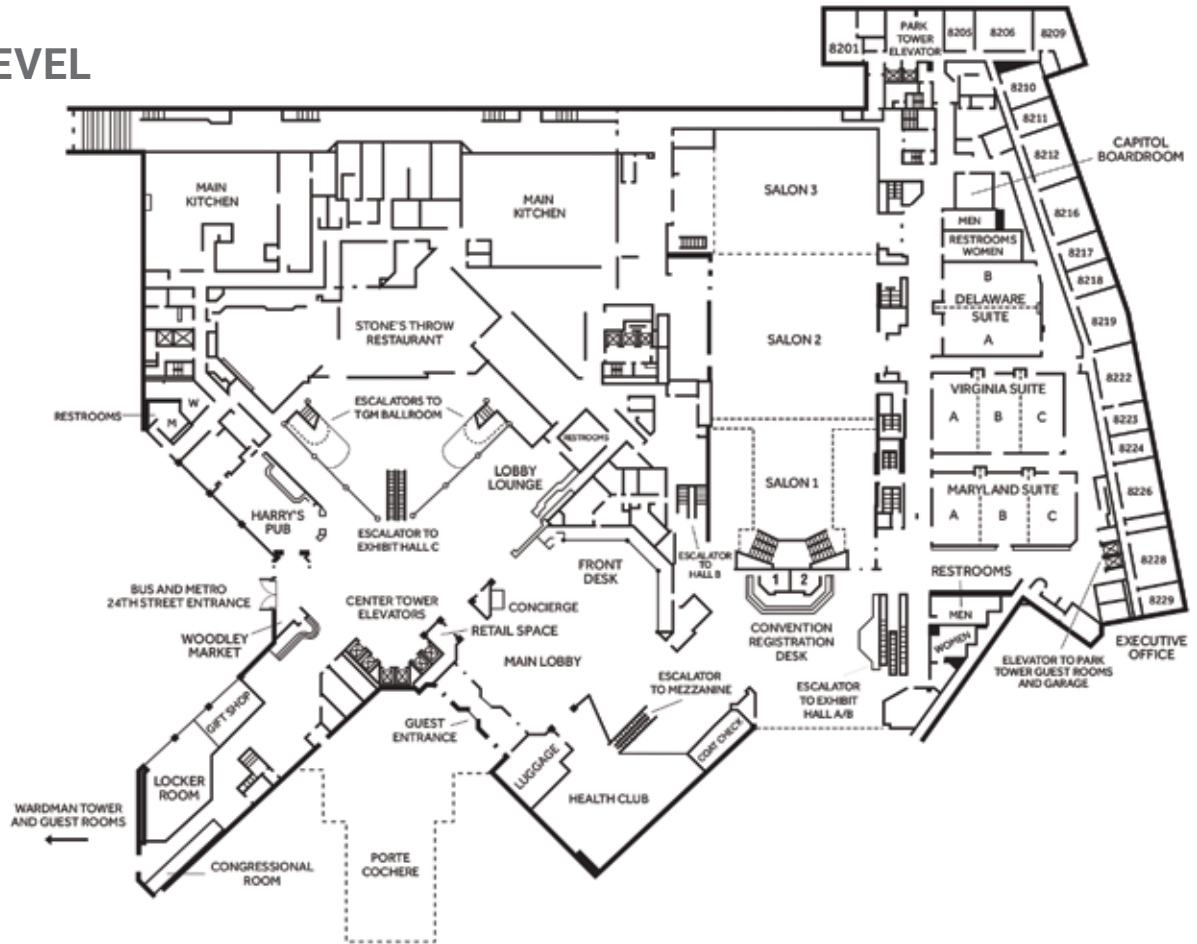 EVEL
8201
PARK
TOWER
ELEVATOR
8205
8206
8209
8210
8211
8212
CAPITOL
BOARDROOM
MAIN
KITCHEN
MAIN
KITCHEN
SALON 3
8216
MEN
RESTROOMS
WOMEN
8217
B
DELAWARE
SUITE
A
8218
8219
STONE'S THROW
RESTAURANT
SALON 2
8222
VIRGINIA SUITE
A
B
C
RESTROOMS
W
M
ESCALATORS TO
TGM BALLROOM
8223
8224
RESTROOMS
LOBBY
LOUNGE
SALON 1
8226
MARYLAND SUITE
A
B
C
HARRY'S
PUB
ESCALATOR TO
EXHIBIT HALL C
ESCALATOR
TO
HALL B
FRONT
DESK
8228
RESTROOMS
1
2
BUS AND METRO
24TH STREET ENTRANCE
CENTER TOWER
ELEVATORS
CONCIERGE
8229
MEN
WOODLEY
MARKET
RETAIL SPACE
CONVENTION
REGISTRATION
DESK
WOMEN
EXECUTIVE
OFFICE
MAIN LOBBY
ELEVATOR TO PARK
TOWER GUEST ROOMS
AND GARAGE
ESCALATOR
TO MEZZANINE
ESCALATOR
TO EXHIBIT
HALL A/B
GIFT SHOP
GUEST
ENTRANCE
COAT CHECK
LUGGAGE
LOCKER
ROOM
HEALTH CLUB
WARDMAN TOWER
AND GUEST ROOMS
CONGRESSIONAL
ROOM
PORTE
COCHERE